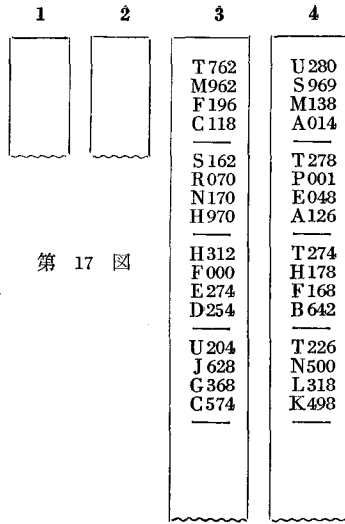 1 2 3 4
T762 U280
M962 S969
F196 M138
C118 A014
S162 T278
R070 P001
N170 E048
H970 A126
第 17 図
H312 T274
F000 H178
E274 F168
D254 B642
U204 T226
J628 N500
G368 L318
C574 K498